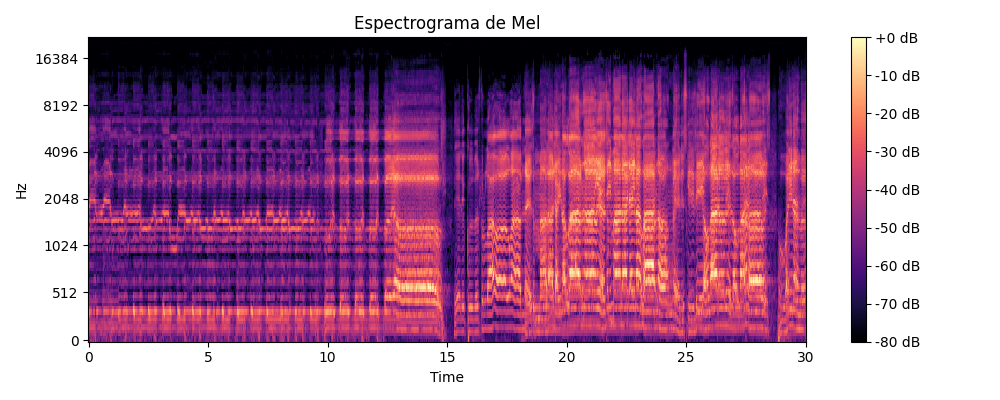 Espectrograma de Mel
16384
8192
4096
2048
1024
512
0
Hz
0 5 10 15 20 25 30
Time
+0 dB
-10 dB
-20 dB
-30 dB
-40 dB
-50 dB
-60 dB
-70 dB
-80 dB